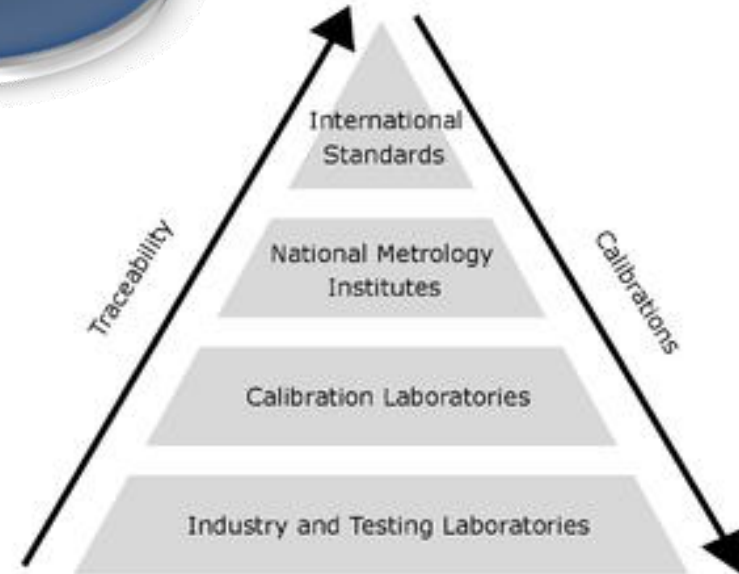 International
Standards
Traceability
National Metrology
Institutes
Calibrations
Calibration Laboratories
Industry and Testing Laboratories